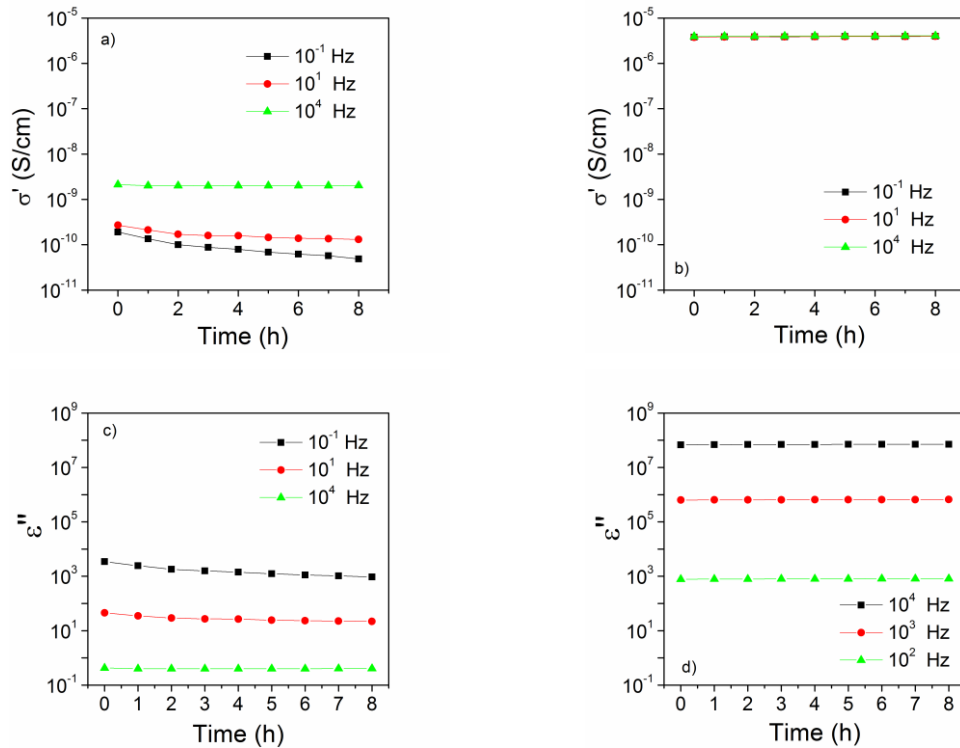 a)
10⁻¹ Hz
10¹ Hz
10⁴ Hz
σ' (S/cm)
10⁻⁵
10⁻⁶
10⁻⁷
10⁻⁸
10⁻⁹
10⁻¹⁰
10⁻¹¹
0 2 4 6 8
Time (h)
b)
10⁻¹ Hz
10¹ Hz
10⁴ Hz
σ' (S/cm)
10⁻⁵
10⁻⁶
10⁻⁷
10⁻⁸
10⁻⁹
10⁻¹⁰
10⁻¹¹
0 2 4 6 8
Time (h)
c)
10⁻¹ Hz
10¹ Hz
10⁴ Hz
ε"
10⁹
10⁷
10⁵
10³
10¹
10⁻¹
0 1 2 3 4 5 6 7 8
Time (h)
d)
10⁴ Hz
10³ Hz
10² Hz
ε"
10⁹
10⁷
10⁵
10³
10¹
10⁻¹
0 1 2 3 4 5 6 7 8
Time (h)